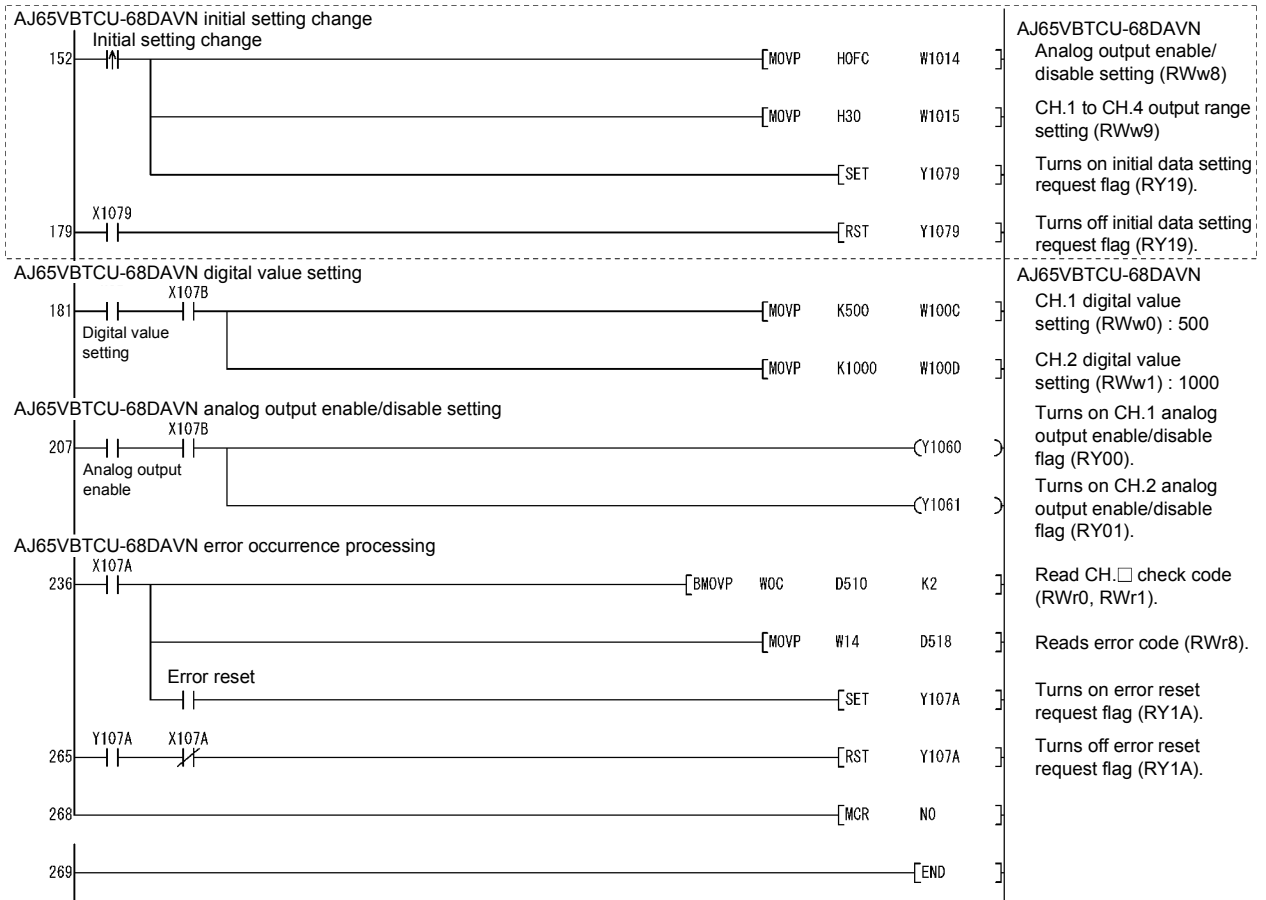 AJ65VBTCU-68DAVN initial setting change
Initial setting change
152
MOVP H0FC W1014
AJ65VBTCU-68DAVN
Analog output enable/
disable setting (RWw8)
MOVP H30 W1015
CH.1 to CH.4 output range
setting (RWw9)
SET Y1079
Turns on initial data setting
request flag (RY19).
X1079
179
RST Y1079
Turns off initial data setting
request flag (RY19).
AJ65VBTCU-68DAVN digital value setting
AJ65VBTCU-68DAVN
X107B
181
Digital value
setting
MOVP K500 W100C
CH.1 digital value
setting (RWw0) : 500
MOVP K1000 W100D
CH.2 digital value
setting (RWw1) : 1000
AJ65VBTCU-68DAVN analog output enable/disable setting
X107B
207
Analog output
enable
Y1060
Turns on CH.1 analog
output enable/disable
flag (RY00).
Y1061
Turns on CH.2 analog
output enable/disable
flag (RY01).
AJ65VBTCU-68DAVN error occurrence processing
X107A
236
BMOVP W0C D510 K2
Read CH.□ check code
(RWr0, RWr1).
MOVP W14 D518
Reads error code (RWr8).
Error reset
SET Y107A
Turns on error reset
request flag (RY1A).
Y107A X107A
265
RST Y107A
Turns off error reset
request flag (RY1A).
268
MCR N0
269
END